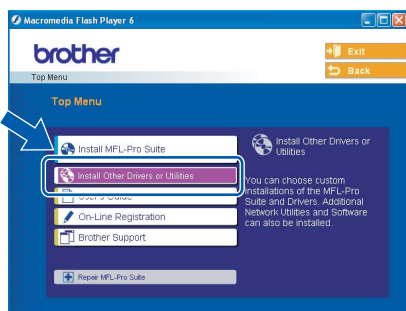 Macromedia Flash Player 6
brother
Exit
Top Menu
Back
Top Menu
Install MFL-Pro Suite
Install Other Drivers or Utilities
User's Guide
On-Line Registration
Brother Support
Repair MFL-Pro Suite
Install Other Drivers or
Utilities
You can choose custom
installations of the MFL-Pro
Suite and Drivers. Additional
Network Utilities and Software
can also be installed.